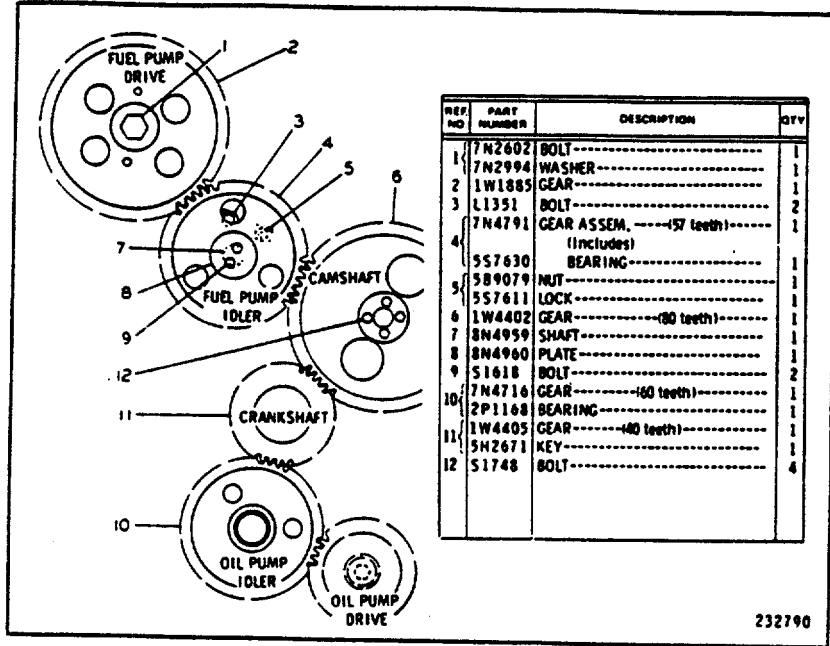 1
2
FUEL PUMP
DRIVE
3
4
5
6
7
8
9
FUEL PUMP
IDLER
CAMSHAFT
12
11
CRANKSHAFT
10
OIL PUMP
IDLER
OIL PUMP
DRIVE
REF. NO PART NUMBER DESCRIPTION QTY
1 7N2602 BOLT 1
7N2994 WASHER 1
2 1W1885 GEAR 1
3 L1351 BOLT 2
4 7N4791 GEAR ASSEM. (57 teeth) 1
(Includes)
5S7630 BEARING 1
5 5B9079 NUT 1
5S7611 LOCK 1
6 1W4402 GEAR (80 teeth) 1
7 8N4959 SHAFT 1
8 8N4960 PLATE 1
9 S1618 BOLT 2
10 7N4716 GEAR (60 teeth) 1
2P1168 BEARING 1
11 1W4405 GEAR (40 teeth) 1
5H2671 KEY 1
12 S1748 BOLT 4
232790